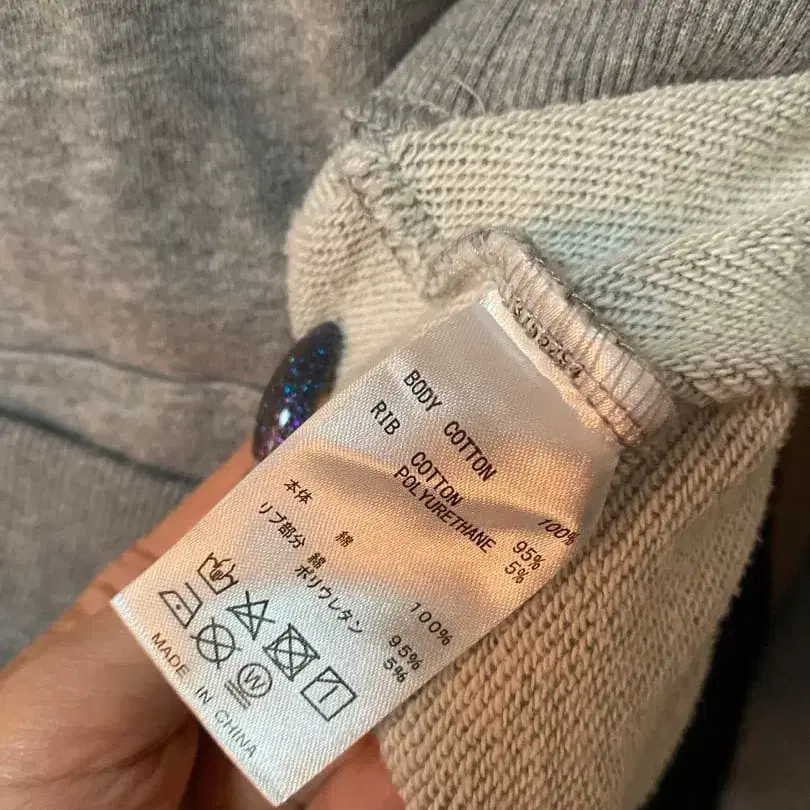 BODY COTTON 100%
RIB COTTON 95%
POLYURETHANE 5%
本体 綿 100%
リブ部分 綿 95%
ポリウレタン 5%
W
MADE IN CHINA